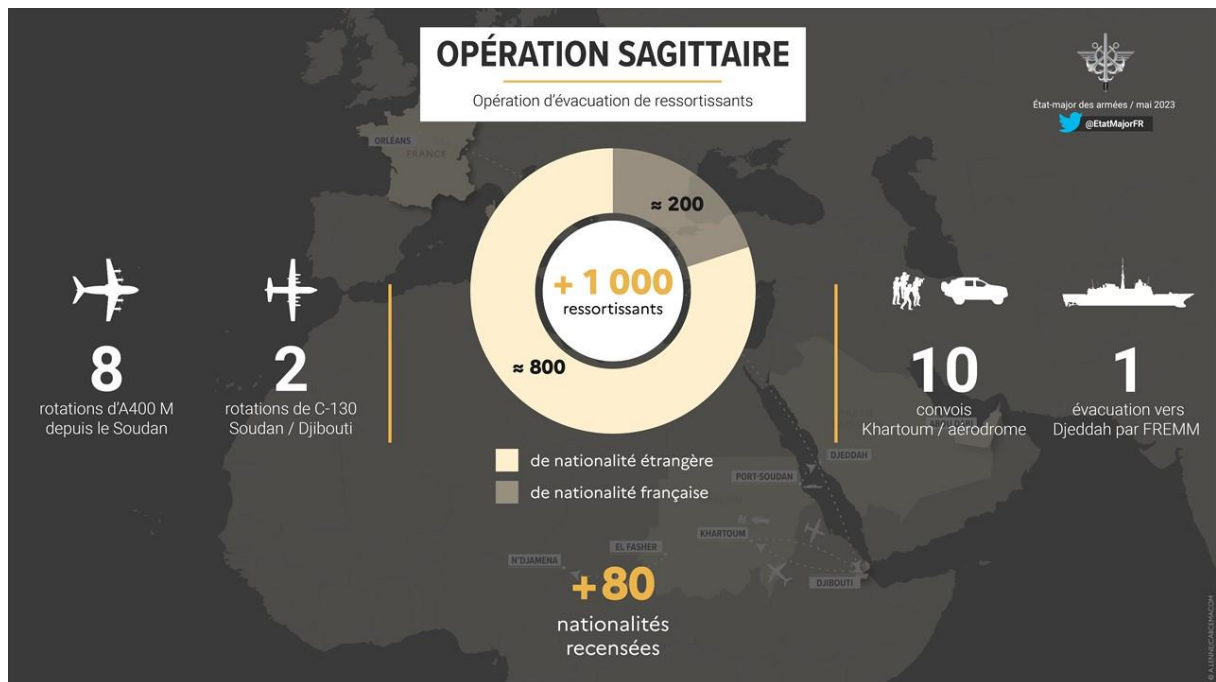 OPÉRATION SAGITTAIRE
Opération d'évacuation de ressortissants
État-major des armées / mai 2023
@EtatMajorFR
ORLÉANS
FRANCE
≈ 200
+ 1 000
ressortissants
≈ 800
8
rotations d'A400 M
depuis le Soudan
2
rotations de C-130
Soudan / Djibouti
10
convois
Khartoum / aérodrome
1
évacuation vers
Djeddah par FREMM
de nationalité étrangère
de nationalité française
DJEDDAH
PORT-SOUDAN
KHARTOUM
EL FASHER
N'DJAMENA
DJIBOUTI
+80
nationalités
recensées